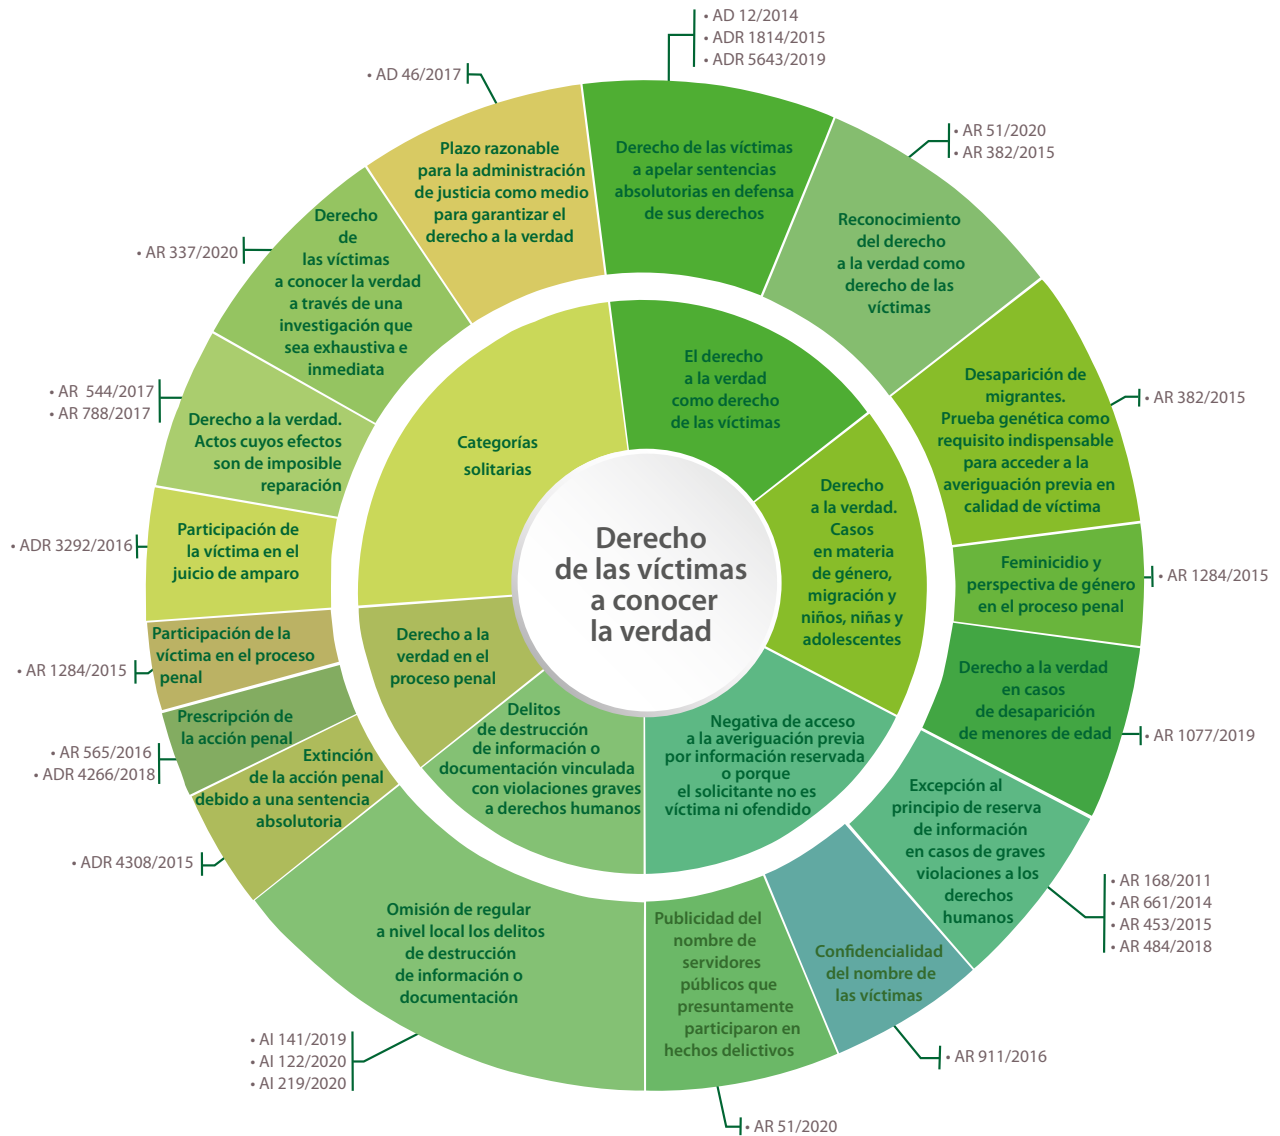 Derecho
de las víctimas
a conocer
la verdad
El derecho
a la verdad
como derecho
de las víctimas
Derecho
a la verdad.
Casos
en materia
de género,
migración y
niños, niñas y
adolescentes
Negativa de acceso
a la averiguación previa
por información reservada
o porque
el solicitante no es
víctima ni ofendido
Delitos
de destrucción
de información o
documentación vinculada
con violaciones graves
a derechos humanos
Derecho a la
verdad en el
proceso penal
Categorías
solitarias
Derecho de las víctimas
a apelar sentencias
absolutorias en defensa
de sus derechos
• AD 12/2014
• ADR 1814/2015
• ADR 5643/2019
Reconocimiento
del derecho
a la verdad como
derecho de las
víctimas
• AR 51/2020
• AR 382/2015
Desaparición de
migrantes.
Prueba genética como
requisito indispensable
para acceder a la
averiguación previa en
calidad de víctima
• AR 382/2015
Feminicidio y
perspectiva de género
en el proceso penal
• AR 1284/2015
Derecho a la verdad
en casos
de desaparición
de menores de edad
• AR 1077/2019
Excepción al
principio de reserva
de información
en casos de graves
violaciones a los
derechos
humanos
• AR 168/2011
• AR 661/2014
• AR 453/2015
• AR 484/2018
Confidencialidad
del nombre de
las víctimas
• AR 911/2016
Publicidad del
nombre de
servidores
públicos que
presuntamente
participaron en
hechos delictivos
• AR 51/2020
Omisión de regular
a nivel local los delitos
de destrucción
de información o
documentación
• AI 141/2019
• AI 122/2020
• AI 219/2020
Extinción
de la acción penal
debido a una sentencia
absolutoria
• ADR 4308/2015
Prescripción de
la acción penal
• AR 565/2016
• ADR 4266/2018
Participación de la
víctima en el proceso
penal
• AR 1284/2015
Participación de
la víctima en el
juicio de amparo
• ADR 3292/2016
Derecho a la verdad.
Actos cuyos efectos
son de imposible
reparación
• AR 544/2017
• AR 788/2017
Derecho
de
las víctimas
a conocer la verdad
a través de una
investigación que
sea exhaustiva e
inmediata
• AR 337/2020
Plazo razonable
para la administración
de justicia como medio
para garantizar el
derecho a la verdad
• AD 46/2017